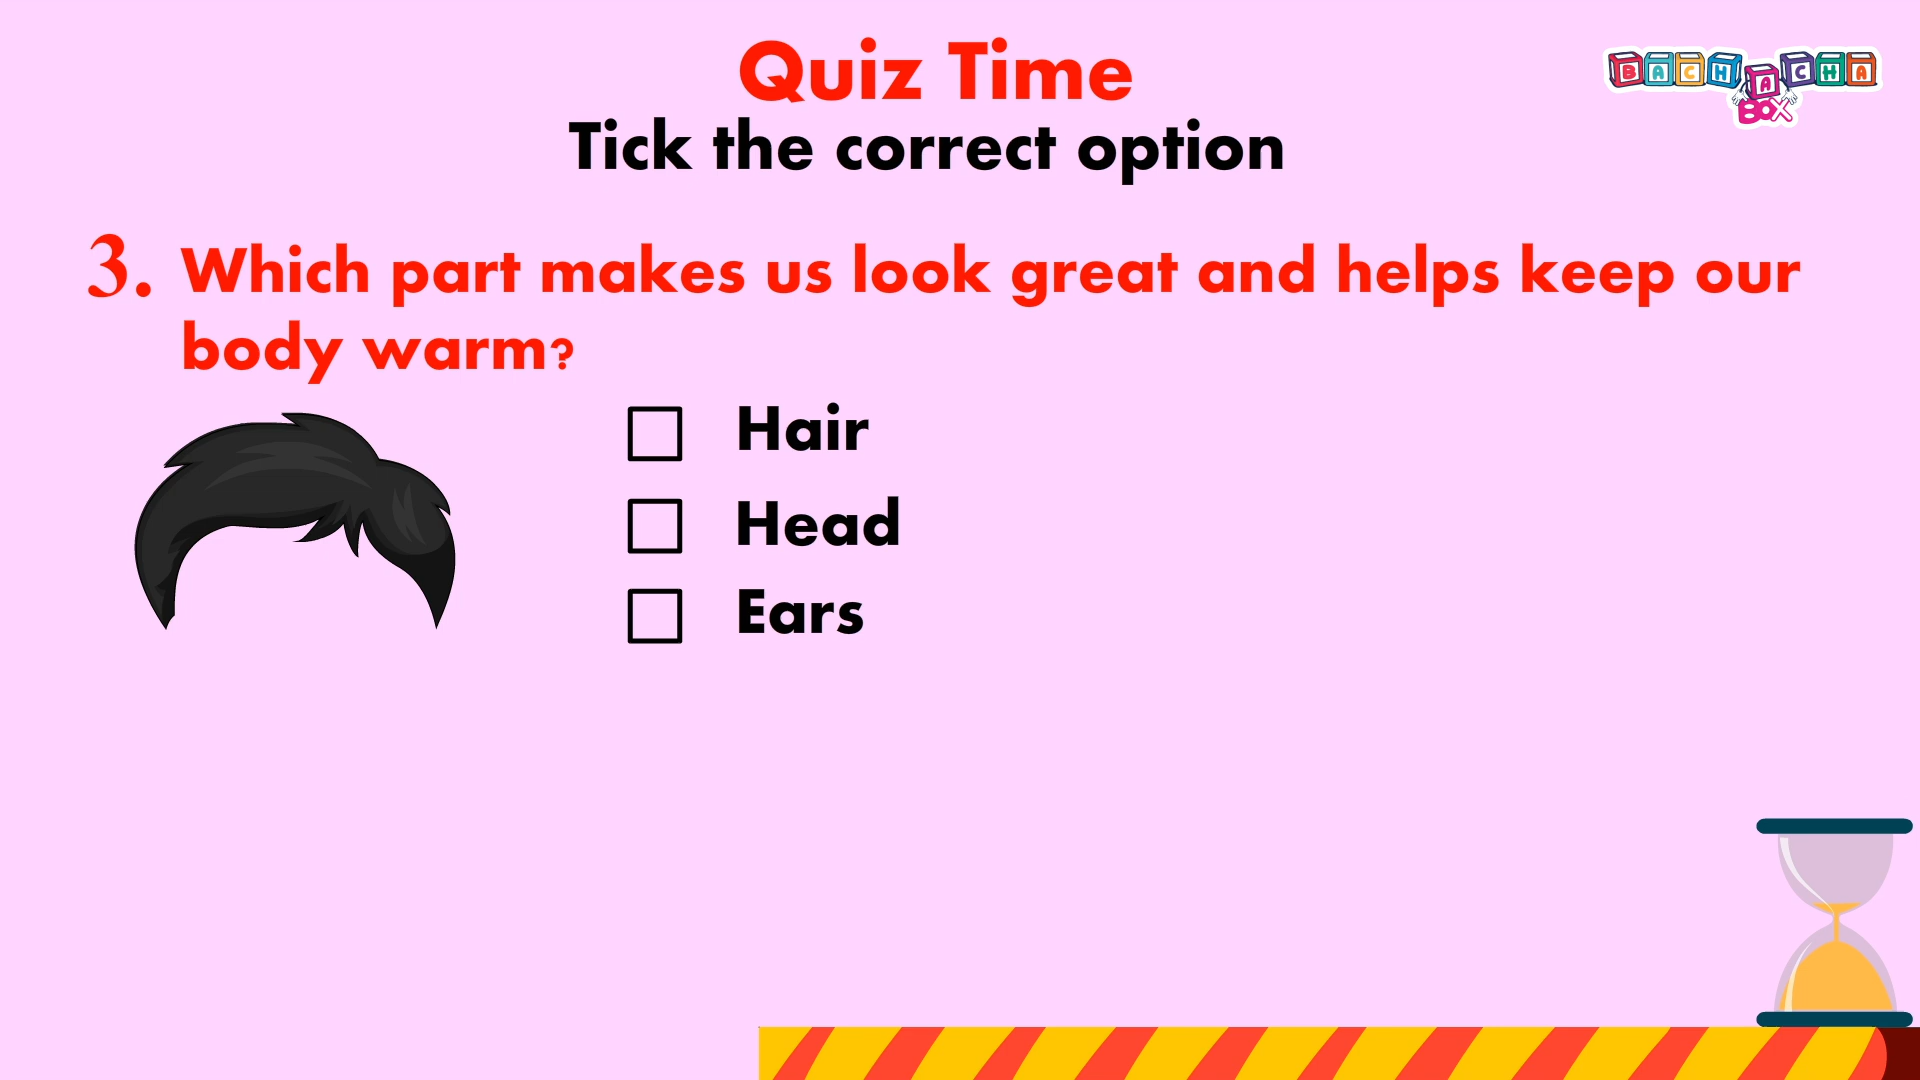 Quiz Time
BACHACHA
BOX
Tick the correct option
3. Which part makes us look great and helps keep our
body warm?
Hair
Head
Ears